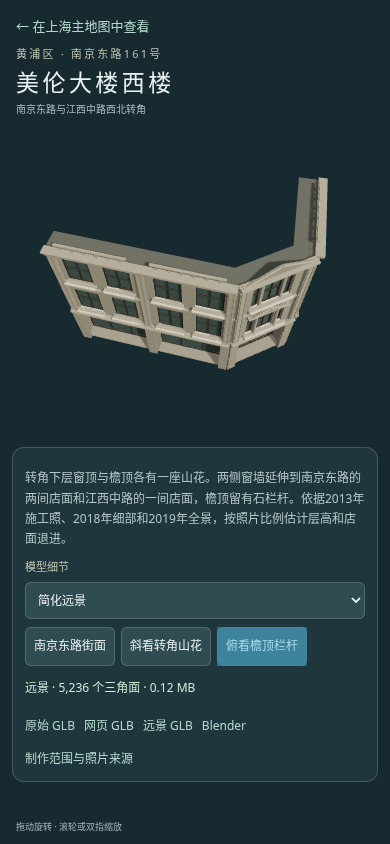 ← 在上海主地图中查看
黄浦区 · 南京东路161号
美伦大楼西楼
南京东路与江西中路西北转角
转角下层窗顶与檐顶各有一座山花。两侧窗墙延伸到南京东路的
两间店面和江西中路的一间店面，檐顶留有石栏杆。依据2013年
施工照、2018年细部和2019年全景，按照片比例估计层高和店
面退进。
模型细节
简化远景
南京东路街面 斜看转角山花 俯看檐顶栏杆
远景 · 5,236 个三角面 · 0.12 MB
原始 GLB 网页 GLB 远景 GLB Blender
制作范围与照片来源
拖动旋转 · 滚轮或双指缩放